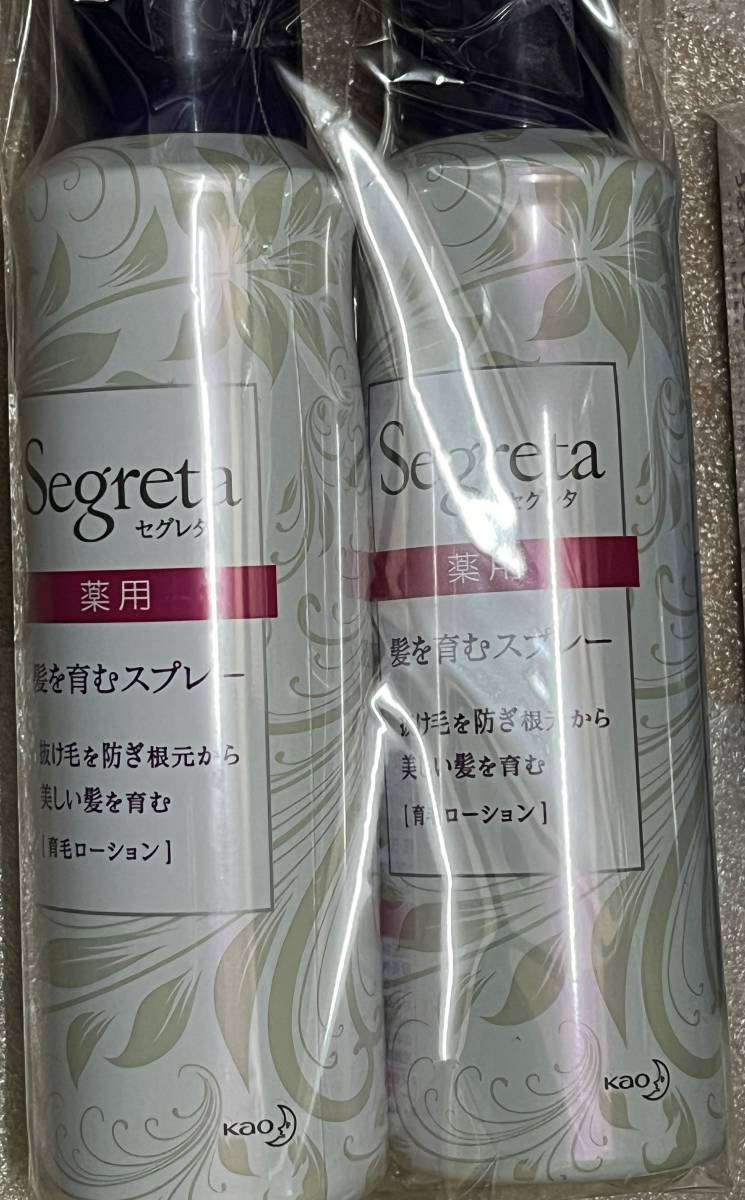 Segreta
セグレタ
薬用
髪を育むスプレー
抜け毛を防ぎ根元から
美しい髪を育む
[育毛ローション]
Kao
Segreta
セグレタ
薬用
髪を育むスプレー
抜け毛を防ぎ根元から
美しい髪を育む
[育毛ローション]
Kao